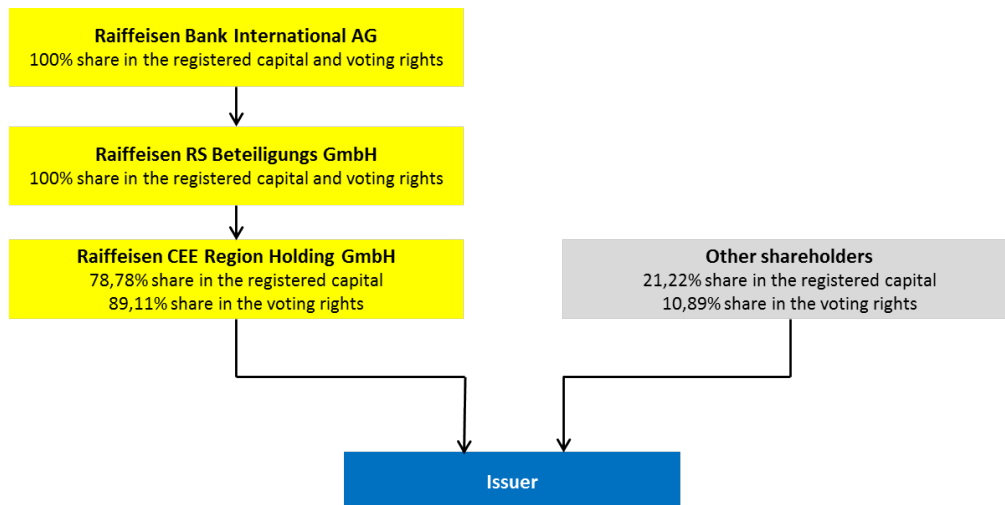 Raiffeisen Bank International AG
100% share in the registered capital and voting rights
Raiffeisen RS Beteiligungs GmbH
100% share in the registered capital and voting rights
Raiffeisen CEE Region Holding GmbH
78,78% share in the registered capital
89,11% share in the voting rights
Other shareholders
21,22% share in the registered capital
10,89% share in the voting rights
Issuer